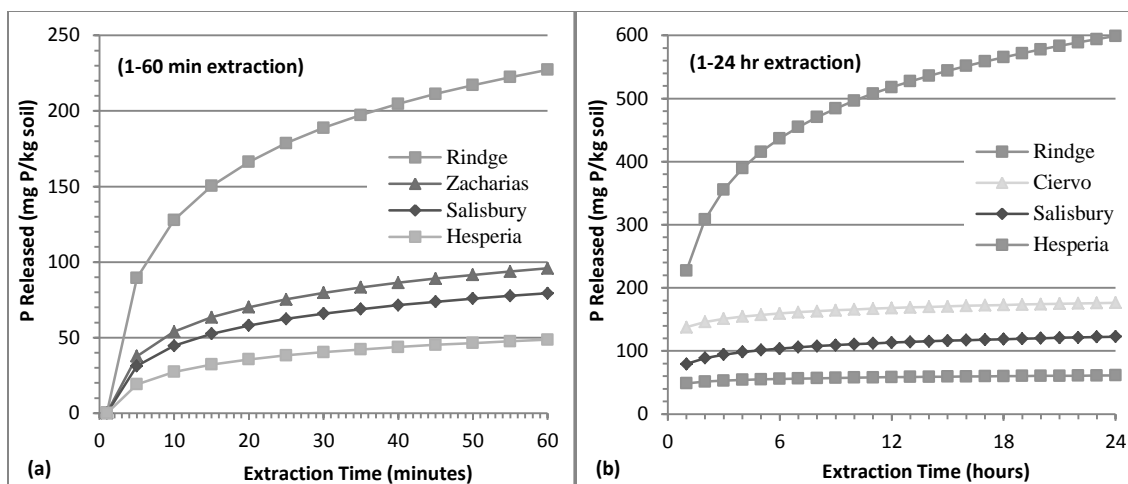 250
200
150
100
50
0
P Released (mg P/kg soil)
(1-60 min extraction)
Rindge
Zacharias
Salisbury
Hesperia
0 10 20 30 40 50 60
(a) Extraction Time (minutes)
600
500
400
300
200
100
0
P Released (mg P/kg soil)
(1-24 hr extraction)
Rindge
Ciervo
Salisbury
Hesperia
0 6 12 18 24
(b) Extraction Time (hours)